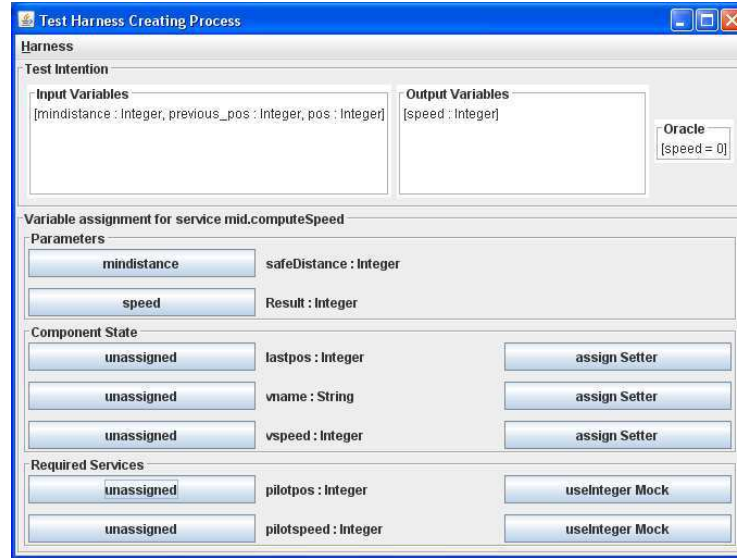 Test Harness Creating Process
Harness
Test Intention
Input Variables
[mindistance : Integer, previous_pos : Integer, pos : Integer]
Output Variables
[speed : Integer]
Oracle
[speed = 0]
Variable assignment for service mid.computeSpeed
Parameters
mindistance safeDistance : Integer
speed Result : Integer
Component State
unassigned lastpos : Integer assign Setter
unassigned vname : String assign Setter
unassigned vspeed : Integer assign Setter
Required Services
unassigned pilotpos : Integer useInteger Mock
unassigned pilotspeed : Integer useInteger Mock